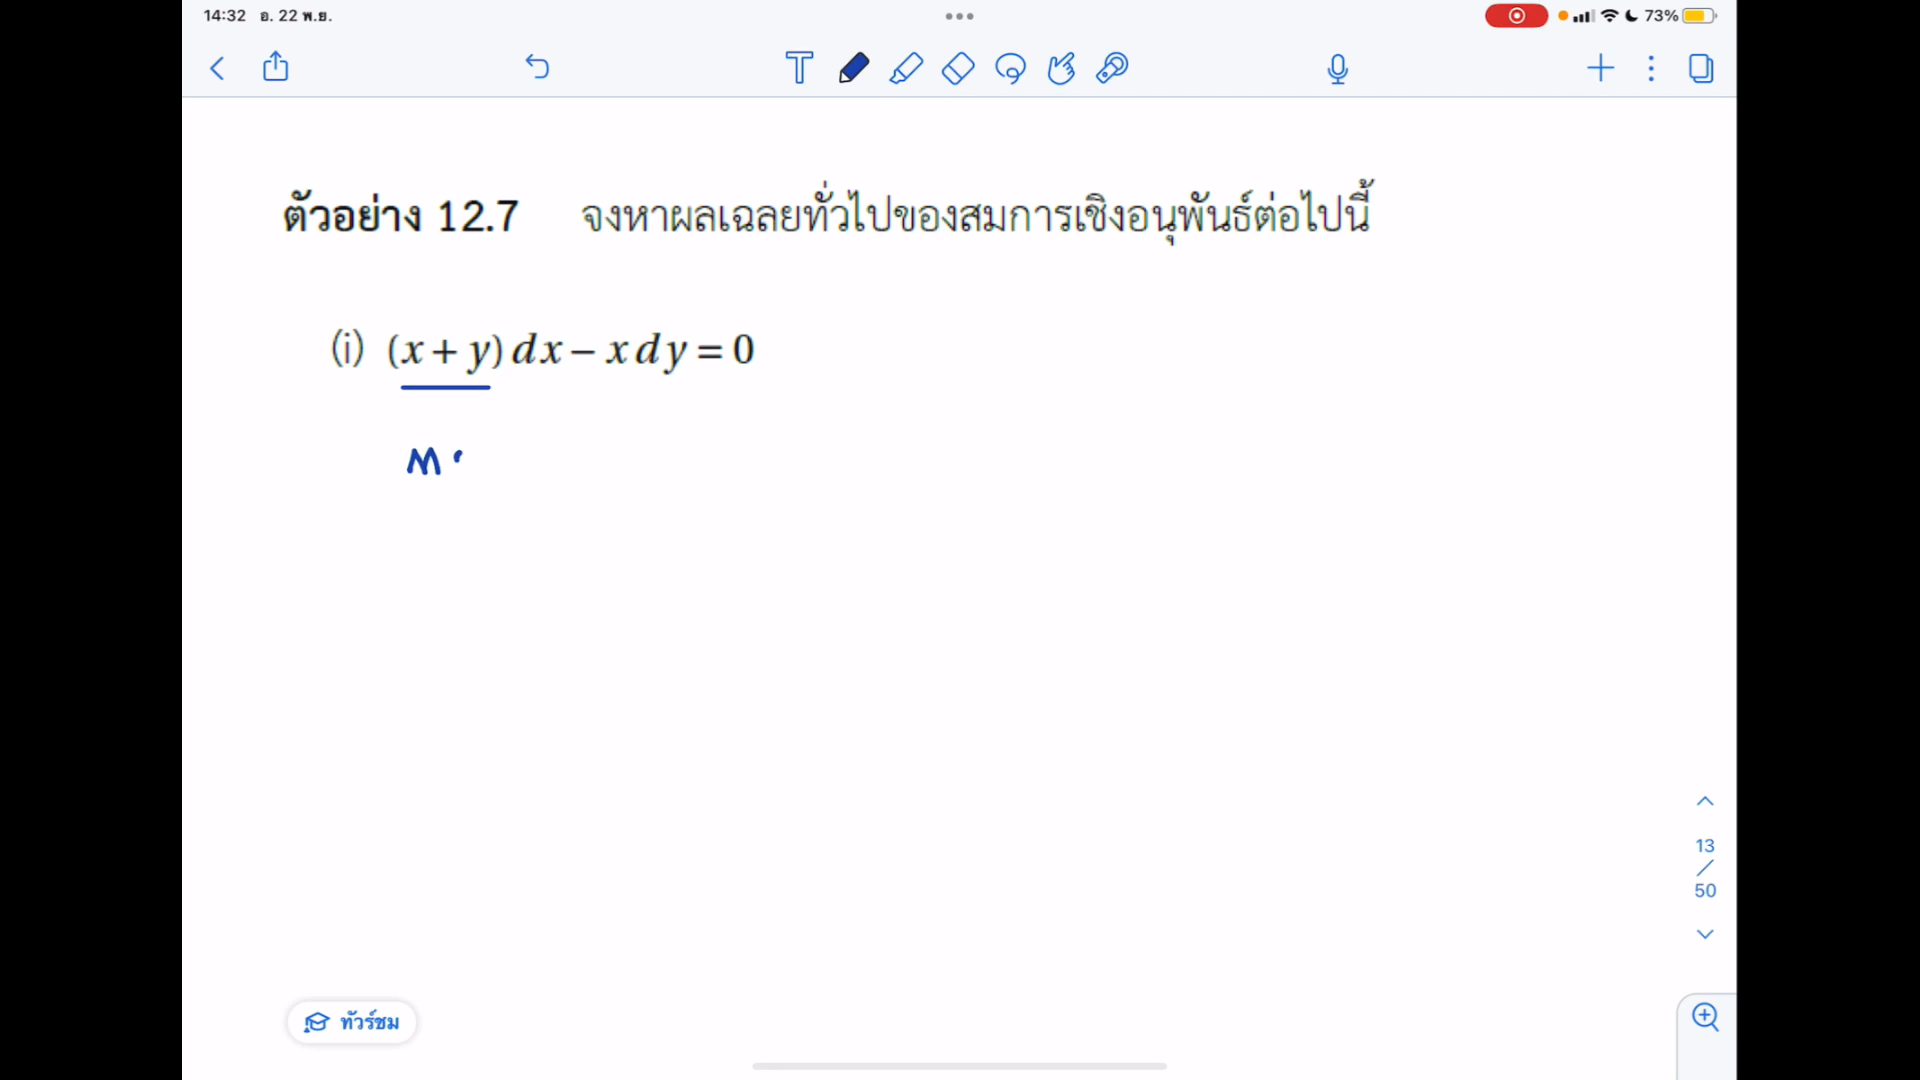 14:32 อ. 22 พ.ย.
73%
ตัวอย่าง 12.7 จงหาผลเฉลยทั่วไปของสมการเชิงอนุพันธ์ต่อไปนี้
(i) (x + y) dx − x dy = 0
M
13
/
50
ทัวร์ชม